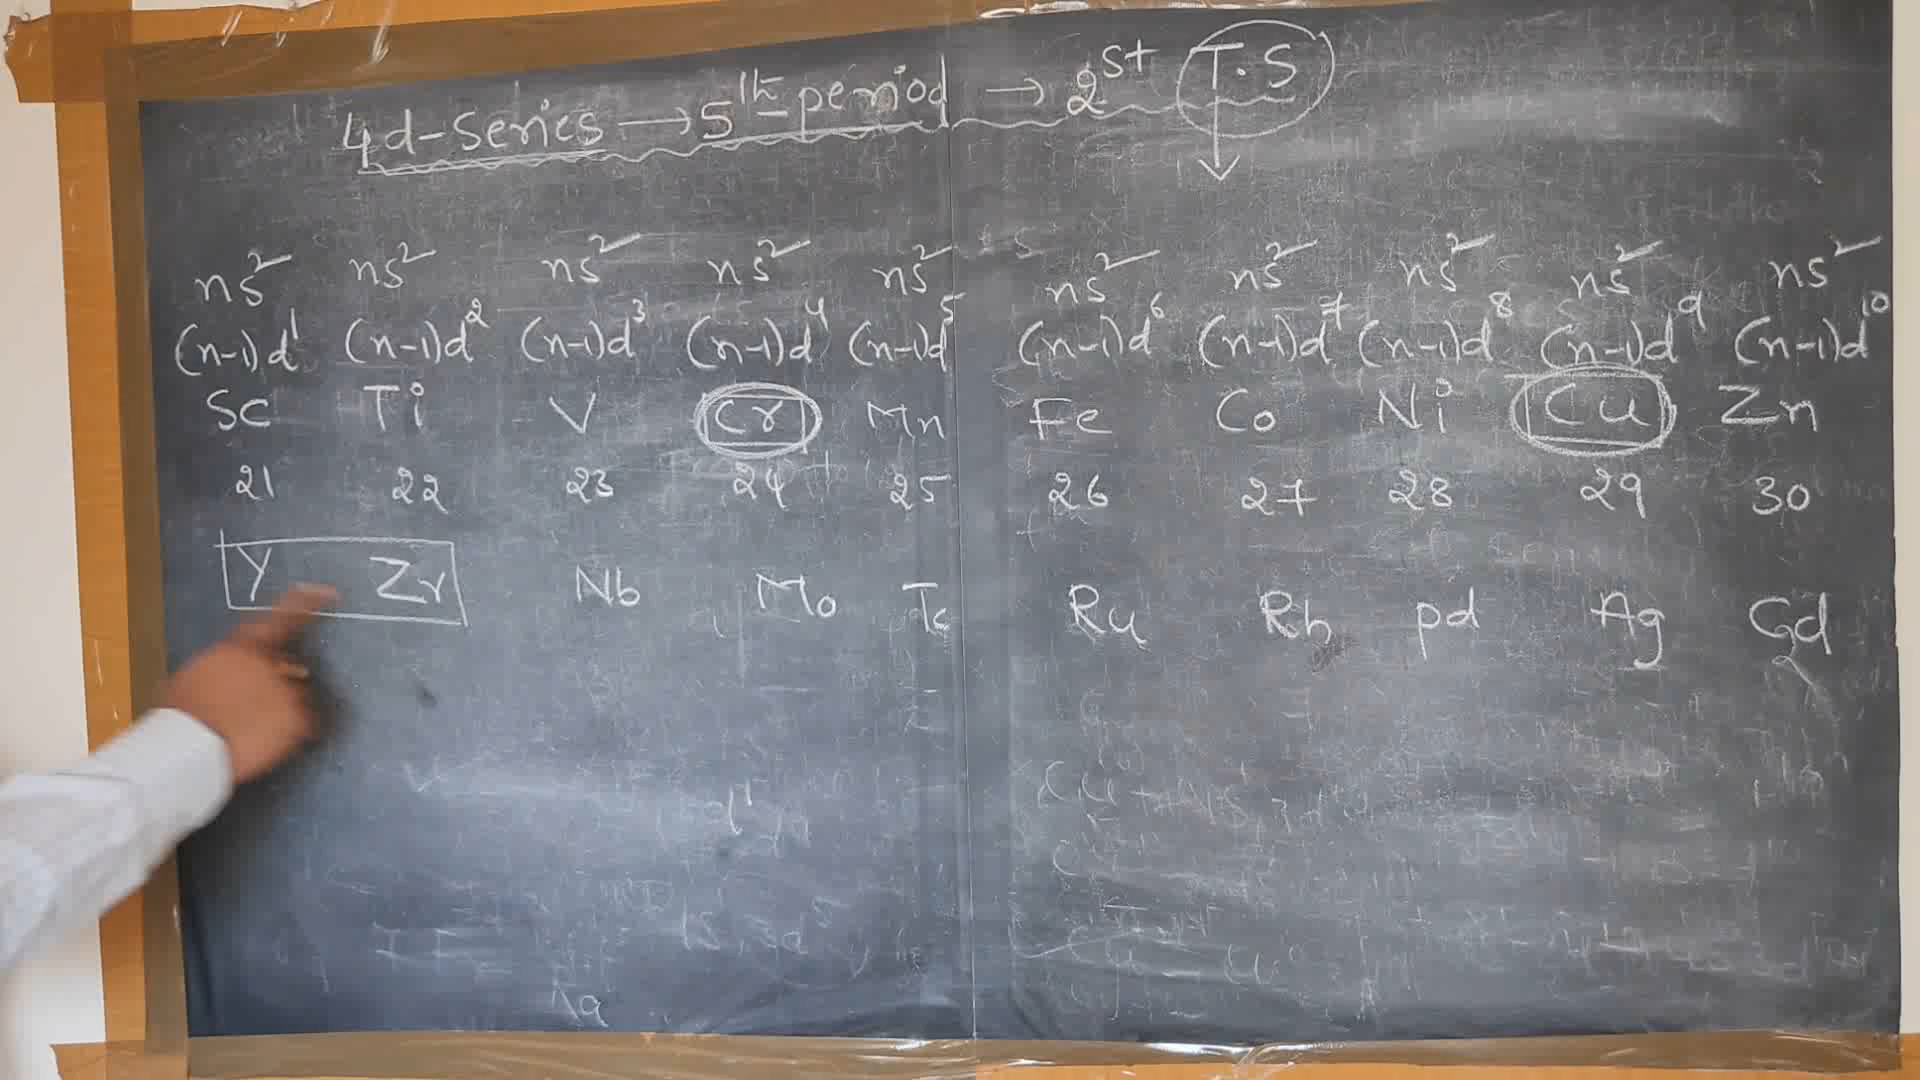 4d-Series → 5th period → 2st T.S
ns² ns² ns² ns² ns² ns² ns² ns² ns² ns²
(n-1)d¹ (n-1)d² (n-1)d³ (n-1)d⁴ (n-1)d⁵ (n-1)d⁶ (n-1)d⁷ (n-1)d⁸ (n-1)d⁹ (n-1)d¹⁰
Sc Ti V Cr Mn Fe Co Ni Cu Zn
21 22 23 24 25 26 27 28 29 30
Y Zr Nb Mo Tc Ru Rh pd Ag Cd